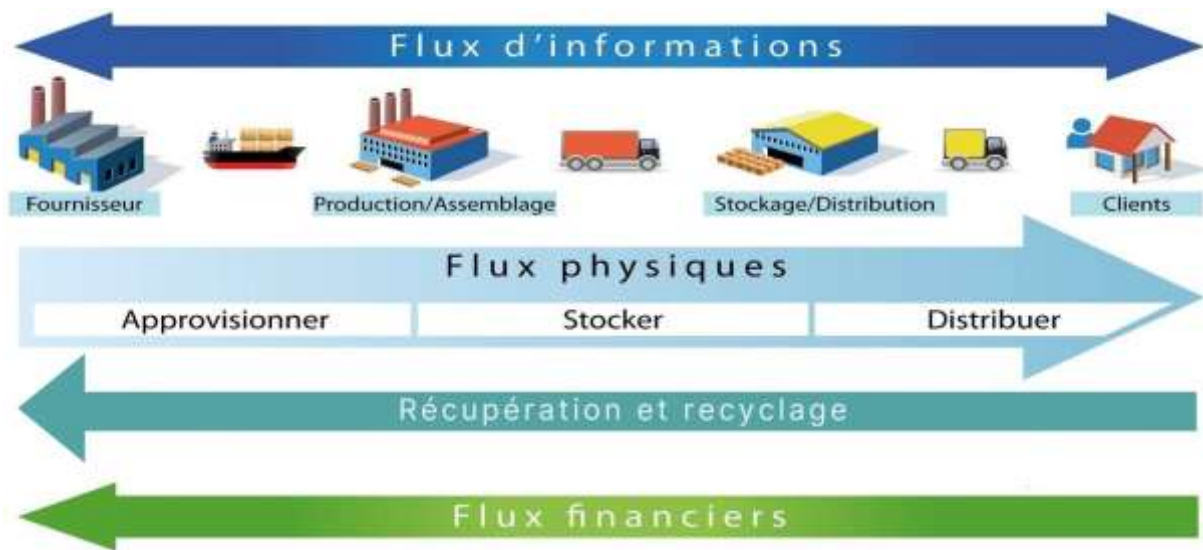 Flux d'informations
Fournisseur
Production/Assemblage
Stockage/Distribution
Clients
Flux physiques
Approvisionner
Stocker
Distribuer
Récupération et recyclage
Flux financiers